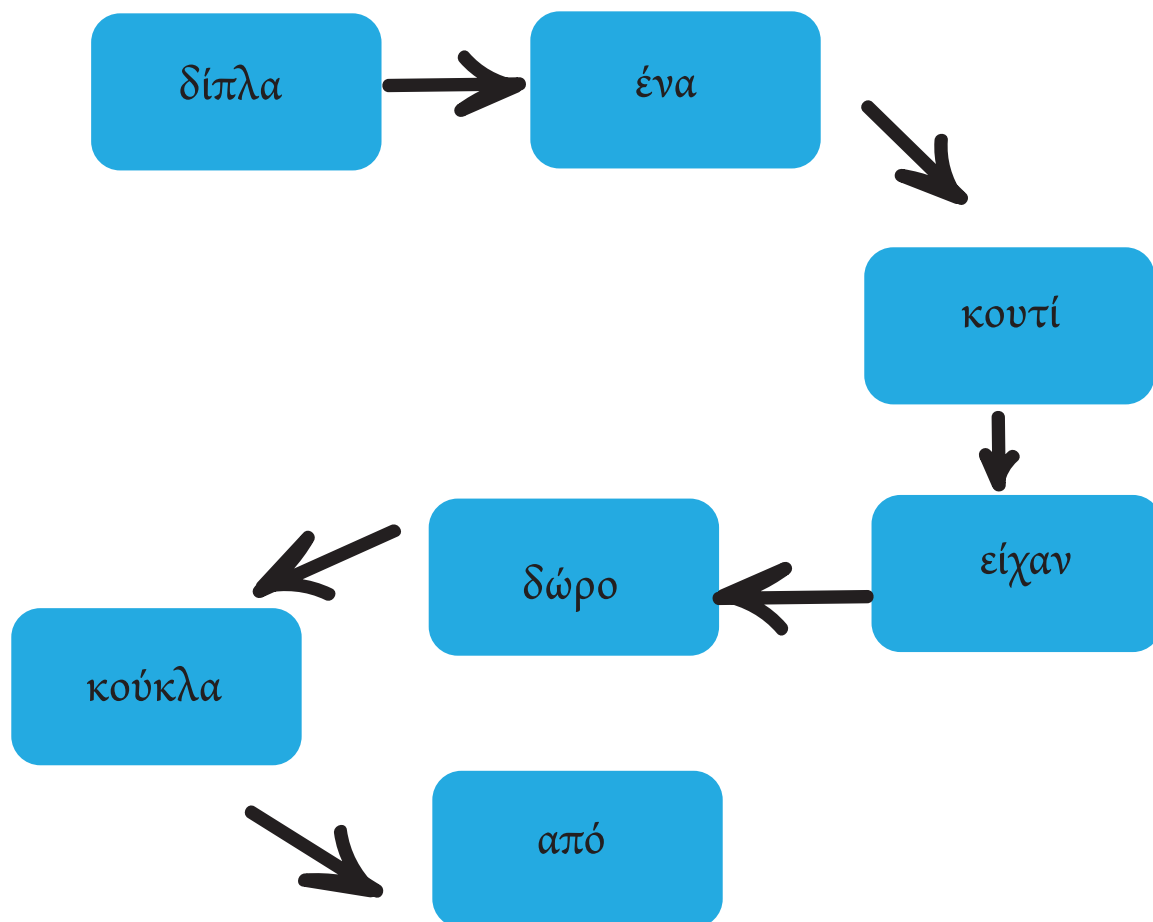 δίπλα
ένα
κουτί
είχαν
δώρο
κούκλα
από